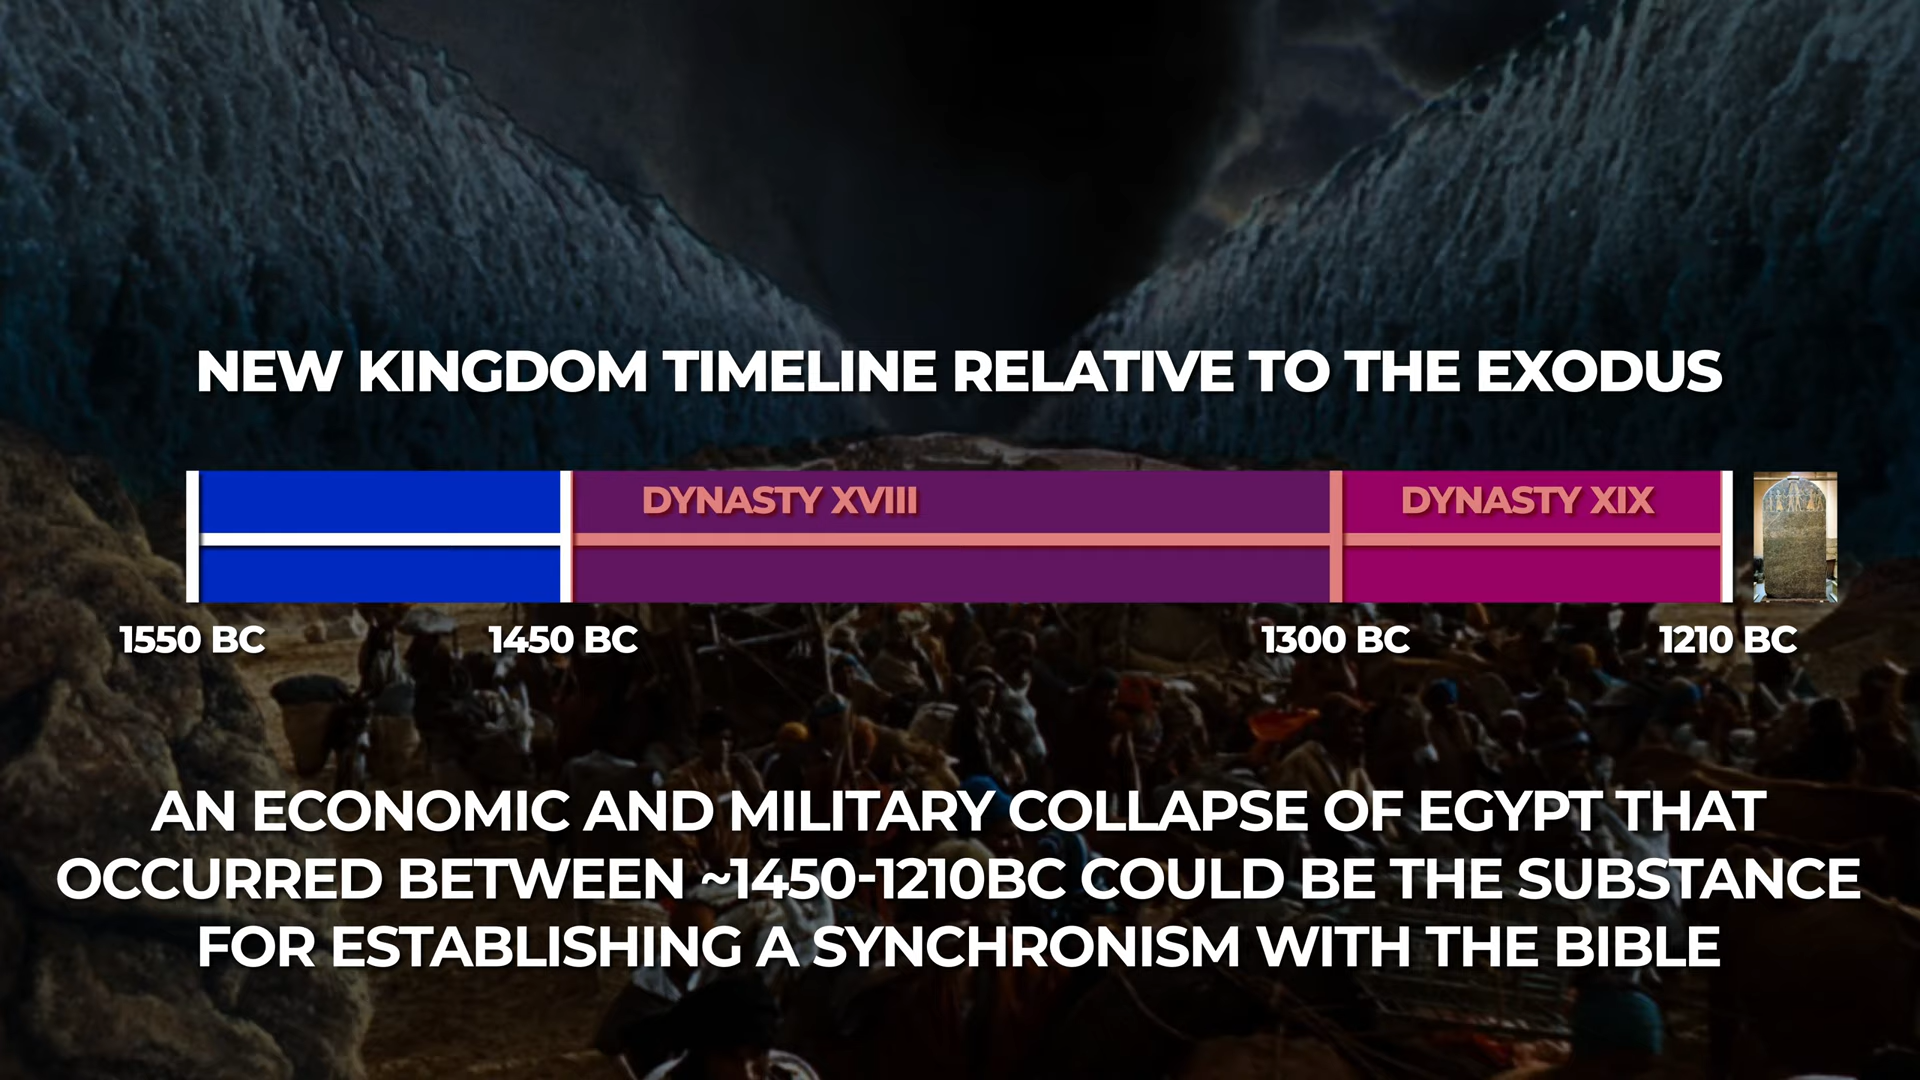 NEW KINGDOM TIMELINE RELATIVE TO THE EXODUS
DYNASTY XVIII
DYNASTY XIX
1550 BC
1450 BC
1300 BC
1210 BC
AN ECONOMIC AND MILITARY COLLAPSE OF EGYPT THAT
OCCURRED BETWEEN ~1450-1210BC COULD BE THE SUBSTANCE
FOR ESTABLISHING A SYNCHRONISM WITH THE BIBLE